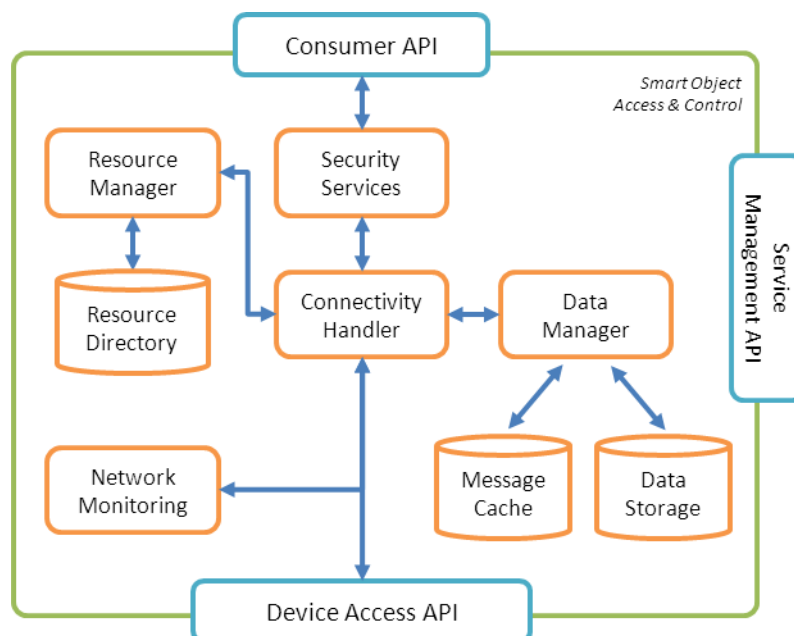 Consumer API
Smart Object
Access & Control
Resource
Manager
Security
Services
Service
Management API
Resource
Directory
Connectivity
Handler
Data
Manager
Network
Monitoring
Message
Cache
Data
Storage
Device Access API